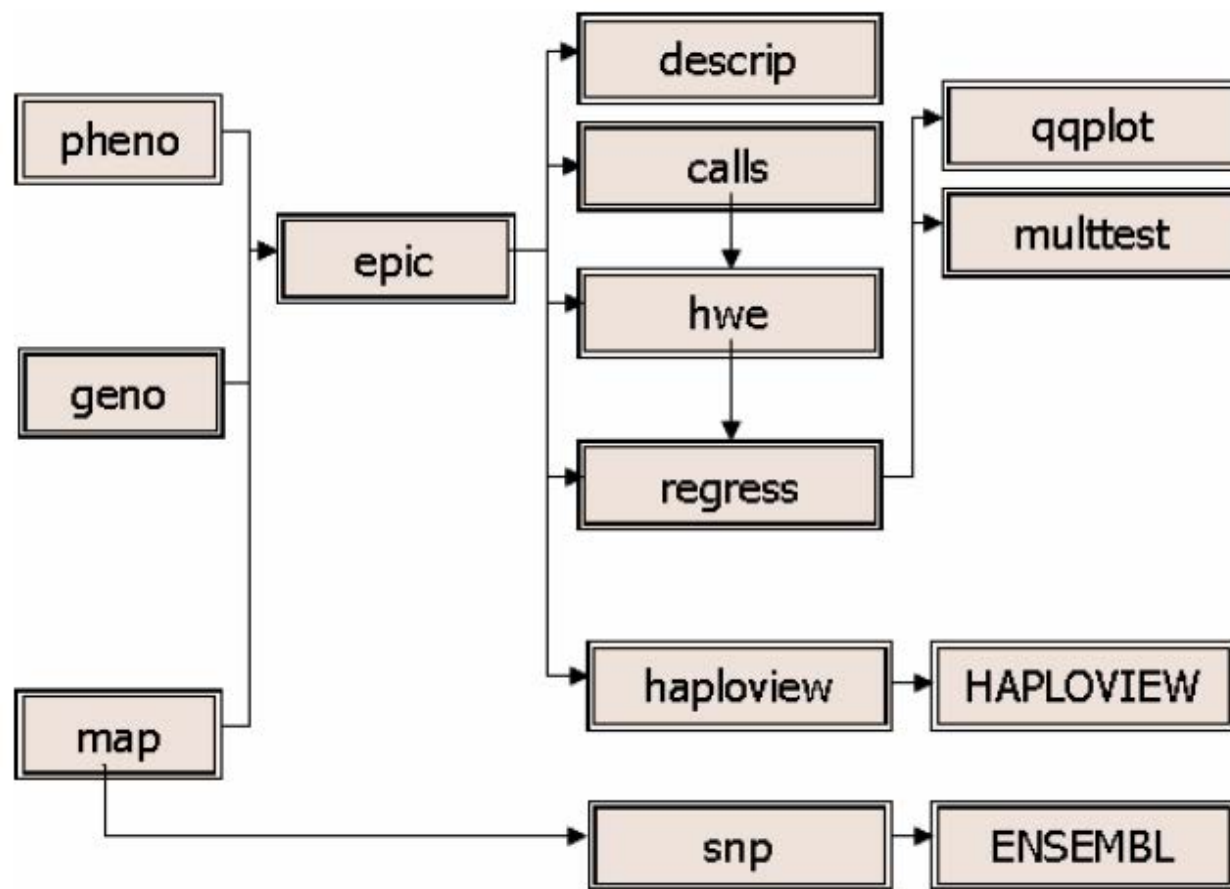 descrip
pheno
qqplot
calls
epic
multtest
hwe
geno
regress
haploview
HAPLOVIEW
map
snp
ENSEMBL